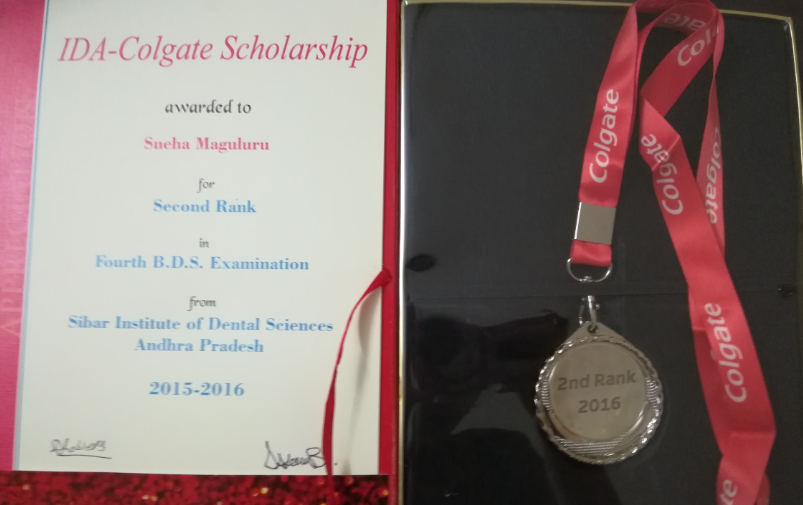 IDA-Colgate Scholarship
awarded to
Sneha Maguluru
for
Second Rank
in
Fourth B.D.S. Examination
from
Sibar Institute of Dental Sciences
Andhra Pradesh
2015-2016
Colgate
Colgate
Colgate
Colgate
Colgate
2nd Rank
2016